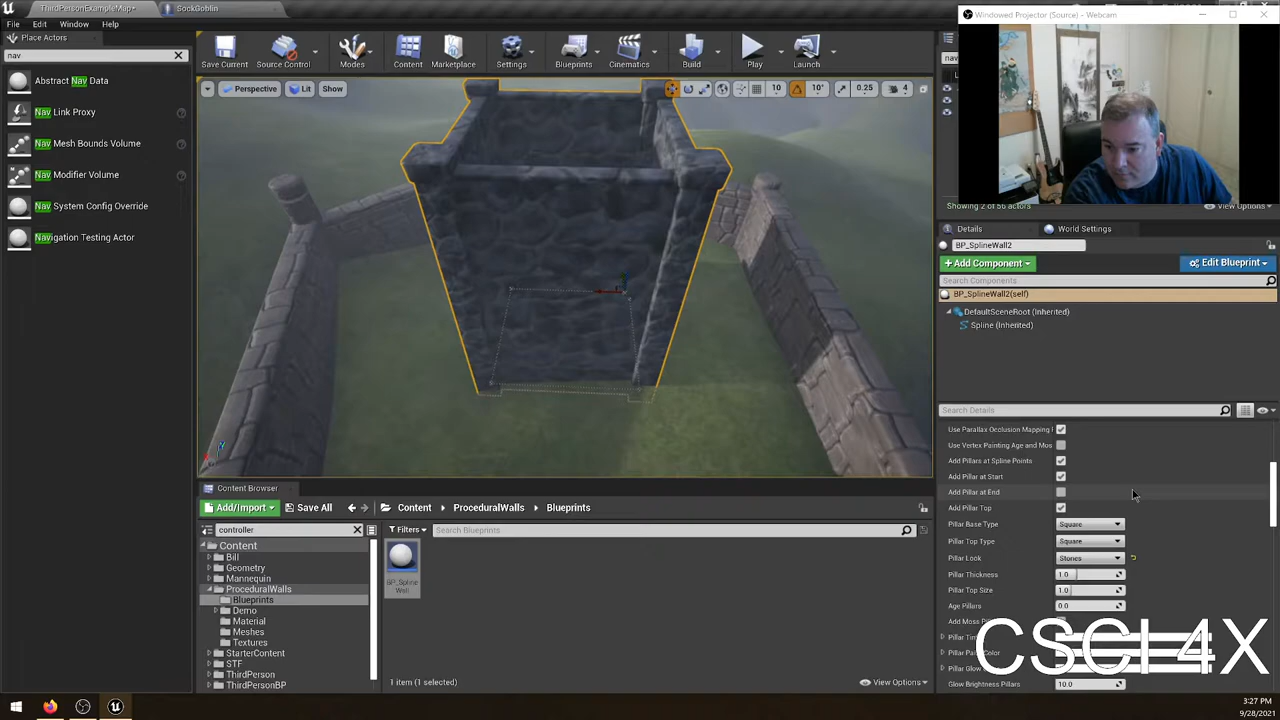 ThirdPersonExampleMap*
SockGoblin
File
Edit
Window
Help
Place Actors
nav
Abstract Nav Data
Nav Link Proxy
Nav Mesh Bounds Volume
Nav Modifier Volume
Nav System Config Override
Navigation Testing Actor
Save Current
Source Control
Modes
Content
Marketplace
Settings
Blueprints
Cinematics
Build
Play
Launch
Perspective
Lit
Show
10
10°
0.25
4
Windowed Projector (Source) - Webcam
nav
Showing 2 of 56 actors
View Options
Details
World Settings
BP_SplineWall2
+ Add Component
Edit Blueprint
Search Components
BP_SplineWall2(self)
DefaultSceneRoot (Inherited)
Spline (Inherited)
Search Details
Use Parallax Occlusion Mapping
Use Vertex Painting Age and Mos
Add Pillars at Spline Points
Add Pillar at Start
Add Pillar at End
Add Pillar Top
Pillar Base Type Square
Pillar Top Type Square
Pillar Look Stones
Pillar Thickness 1.0
Pillar Top Size 1.0
Age Pillars 0.0
Add Moss
Pillar
Pillar
Pillar Glow
Glow Brightness Pillars 10.0
CSCI 4X
Content Browser
Add/Import
Save All
Content
ProceduralWalls
Blueprints
controller
Filters
Search Blueprints
Content
Bill
Geometry
Mannequin
ProceduralWalls
Blueprints
Demo
Material
Meshes
Textures
StarterContent
STF
ThirdPerson
ThirdPersonBP
BP_Spline
Wall
1 item (1 selected)
View Options
3:27 PM
9/28/2021